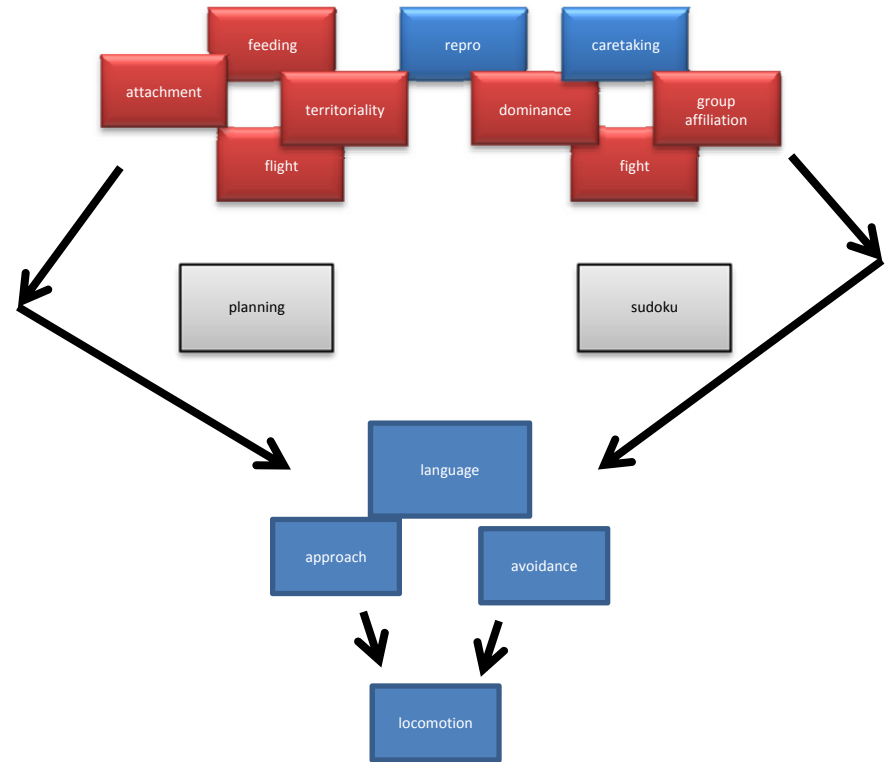 feeding
repro
caretaking
attachment
territoriality
dominance
group
affiliation
flight
fight
planning
sudoku
language
approach
avoidance
locomotion